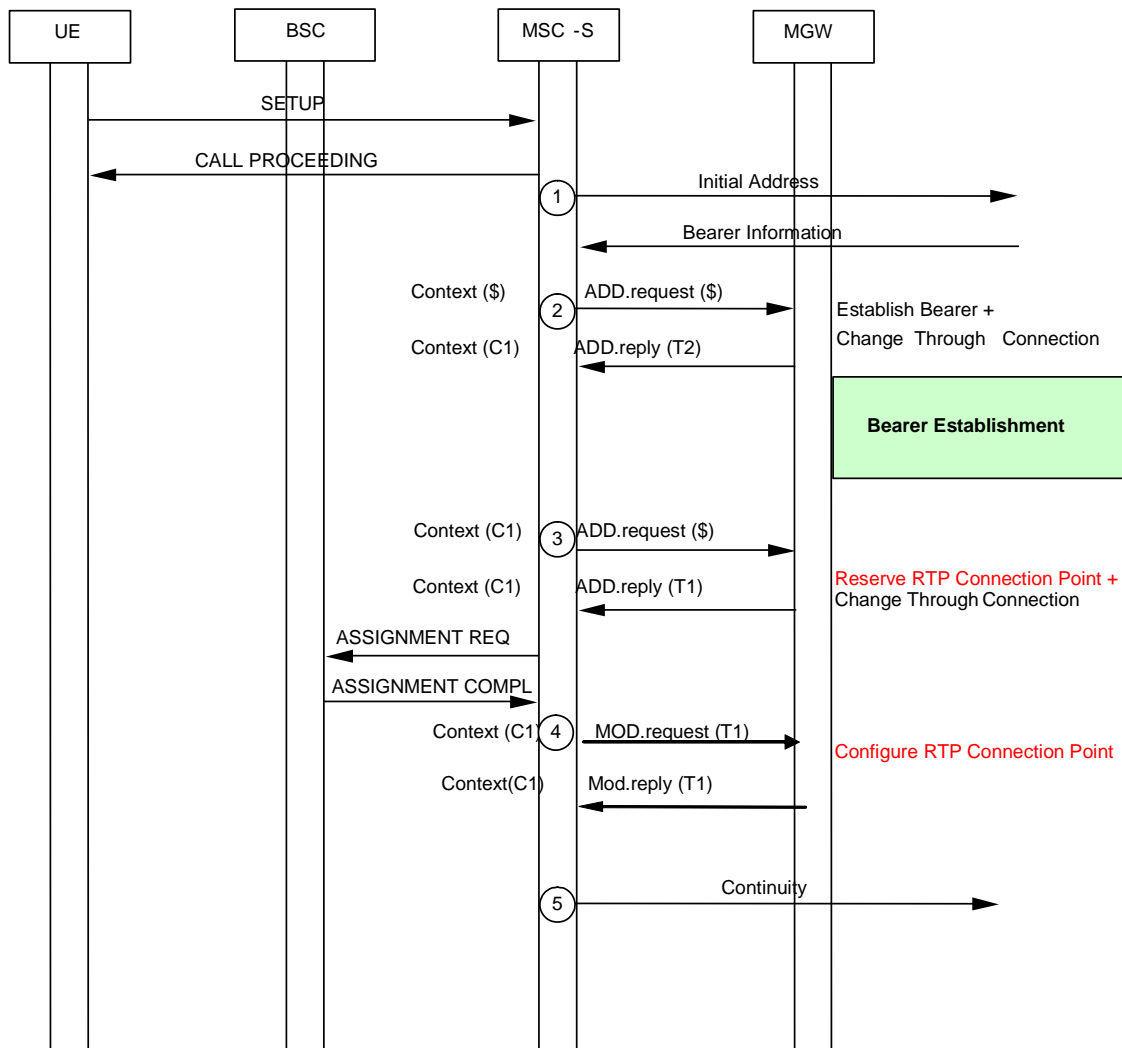 UE
BSC
MSC -S
MGW
SETUP
CALL PROCEEDING
Initial Address
1
Bearer Information
Context ($)
ADD.request ($)
2
Establish Bearer +
Change Through Connection
Context (C1)
ADD.reply (T2)
Bearer Establishment
Context (C1)
ADD.request ($)
3
Reserve RTP Connection Point +
Change Through Connection
Context (C1)
ADD.reply (T1)
ASSIGNMENT REQ
ASSIGNMENT COMPL
Context (C1)
4
MOD.request (T1)
Configure RTP Connection Point
Context(C1)
Mod.reply (T1)
Continuity
5